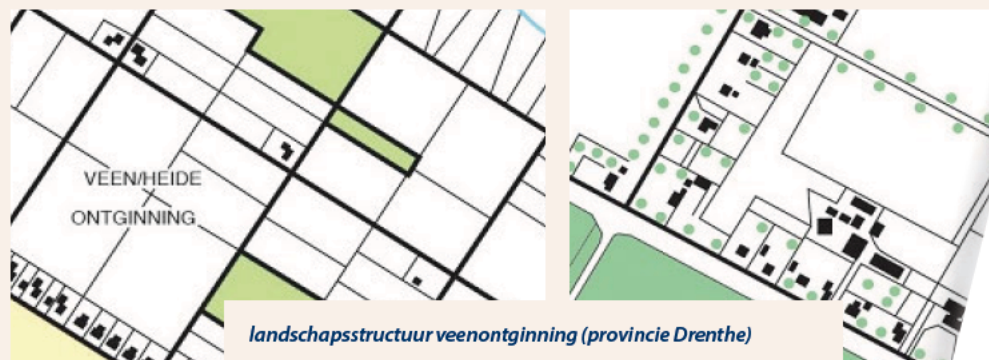 VEEN/HEIDE
ONTGINNING
landschapsstructuur veenontginning (provincie Drenthe)